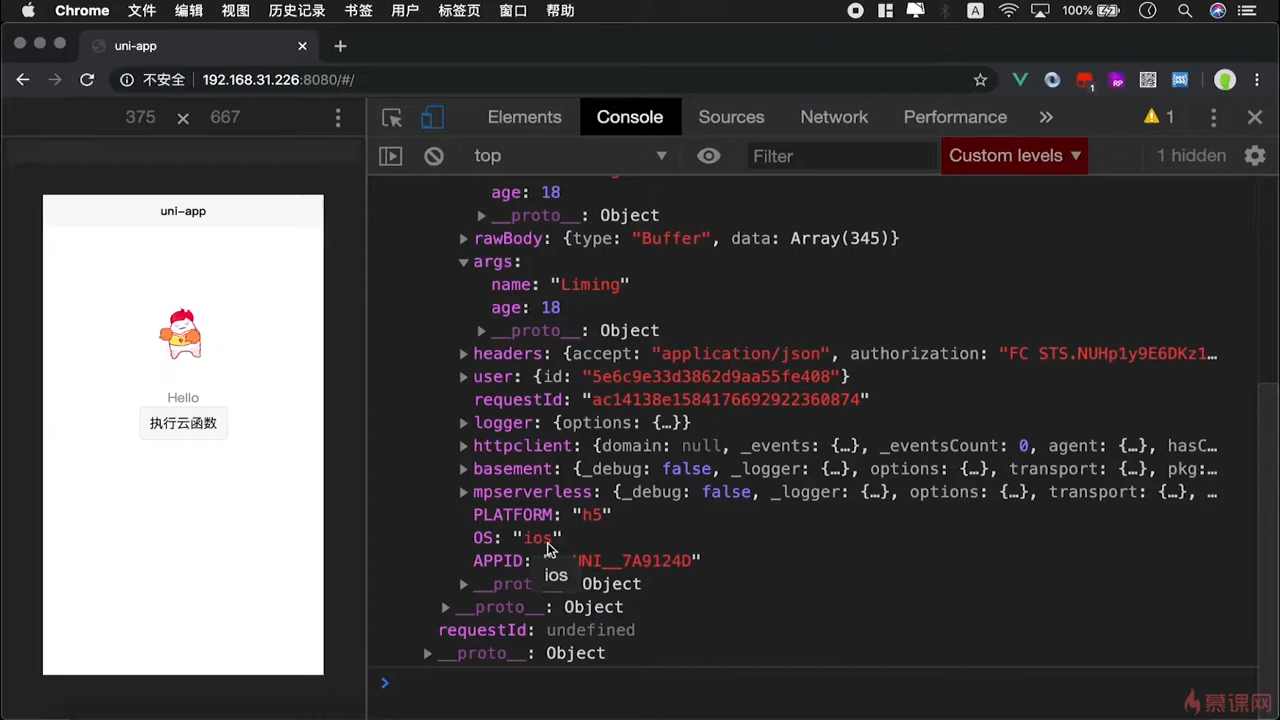 Chrome 文件 编辑 视图 历史记录 书签 用户 标签页 窗口 帮助 A 100%
uni-app
不安全 192.168.31.226:8080/#/ RP 1
375 × 667 Elements Console Sources Network Performance » 1
top Filter Custom levels 1 hidden
age: 18
__proto__: Object
rawBody: {type: "Buffer", data: Array(345)}
args:
name: "Liming"
age: 18
__proto__: Object
headers: {accept: "application/json", authorization: "FC STS.NUHp1y9E6DKz1…
user: {id: "5e6c9e33d3862d9aa55fe408"}
requestId: "ac14138e1584176692922360874"
logger: {options: {…}}
httpclient: {domain: null, _events: {…}, _eventsCount: 0, agent: {…}, hasC…
basement: {_debug: false, _logger: {…}, options: {…}, transport: {…}, pkg:…
mpserverless: {_debug: false, _logger: {…}, options: {…}, transport: {…}, …
PLATFORM: "h5"
OS: "ios"
APPID: NI__7A9124D"
ios
__prot Object
__proto__: Object
requestId: undefined
__proto__: Object
uni-app
Hello
执行云函数
慕课网